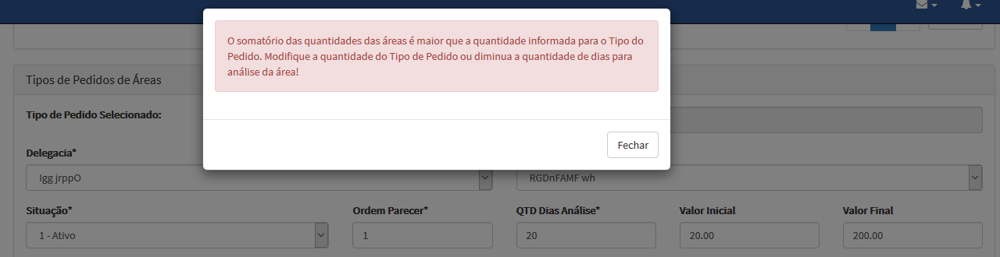 O somatório das quantidades das áreas é maior que a quantidade informada para o Tipo do
Pedido. Modifique a quantidade do Tipo de Pedido ou diminua a quantidade de dias para
análise da área!
Fechar
Tipos de Pedidos de Áreas
Tipo de Pedido Selecionado:
Delegacia*
Igg jrppO
RGDnFAMF wh
Situação* Ordem Parecer* QTD Dias Análise* Valor Inicial Valor Final
1 - Ativo 1 20 20.00 200.00